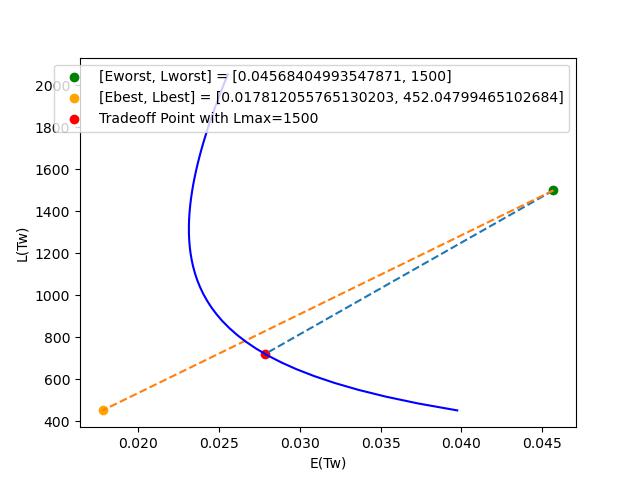 [Eworst, Lworst] = [0.04568404993547871, 1500]
[Ebest, Lbest] = [0.017812055765130203, 452.04799465102684]
Tradeoff Point with Lmax=1500
2000
1800
1600
1400
1200
1000
800
600
400
L(Tw)
0.020 0.025 0.030 0.035 0.040 0.045
E(Tw)